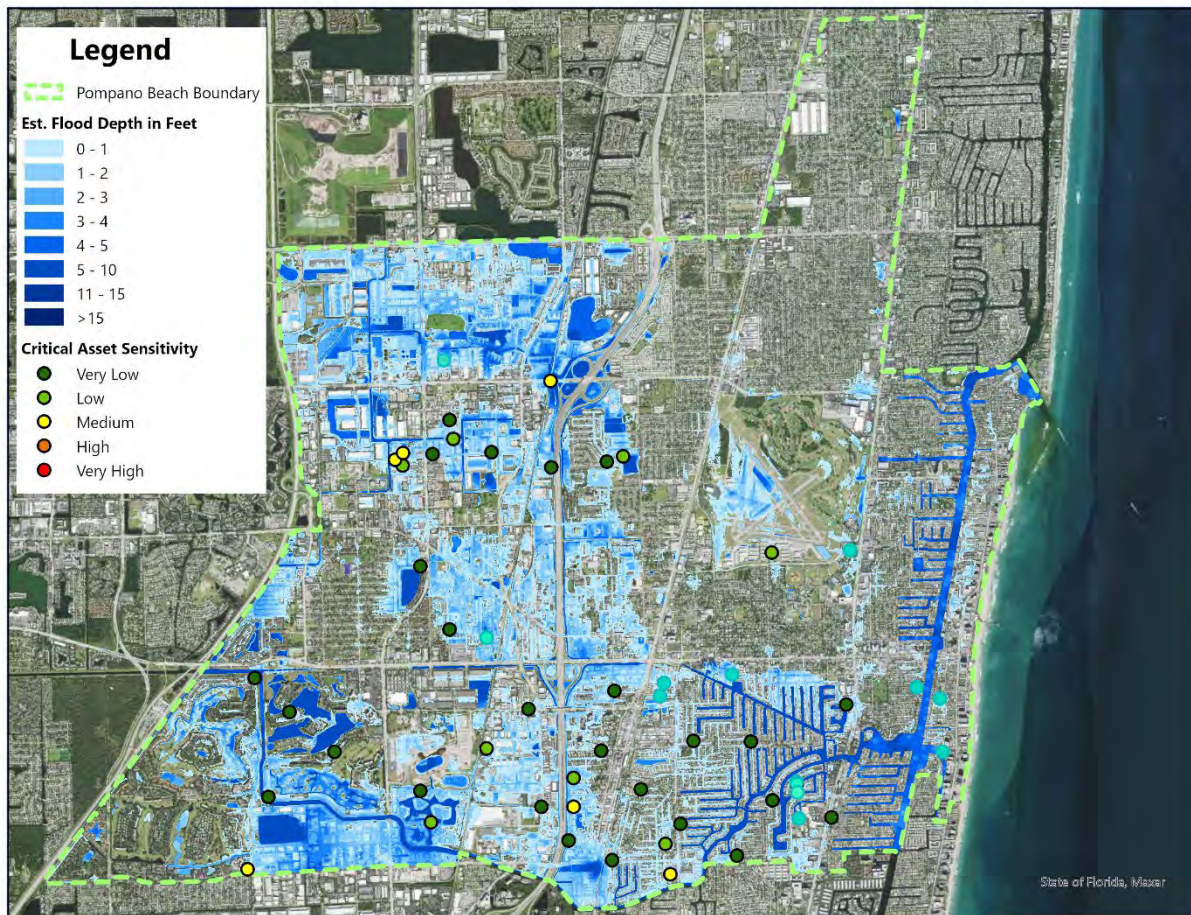 Legend
Pompano Beach Boundary
Est. Flood Depth in Feet
0 - 1
1 - 2
2 - 3
3 - 4
4 - 5
5 - 10
11 - 15
>15
Critical Asset Sensitivity
Very Low
Low
Medium
High
Very High
State of Florida, Maxar